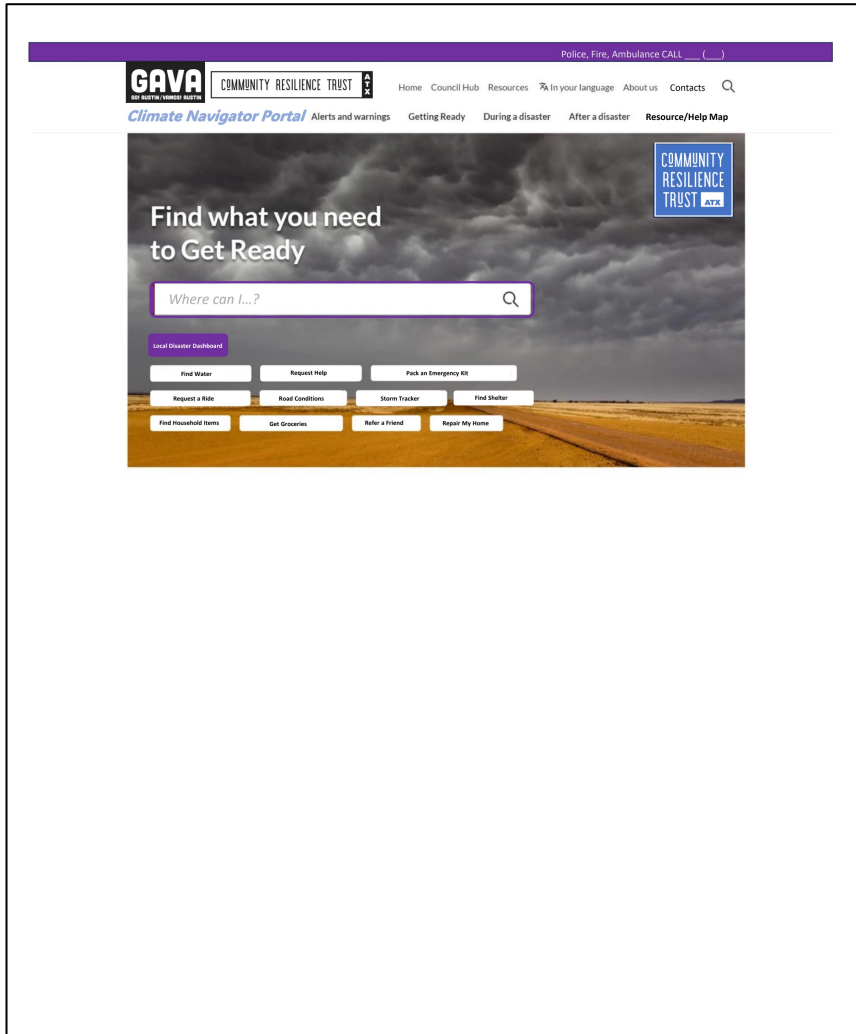 Police, Fire, Ambulance CALL ___ (___)
GAVA
GO! AUSTIN/VAMOS! AUSTIN
COMMUNITY RESILIENCE TRUST ATX
Home Council Hub Resources In your language About us Contacts
Climate Navigator Portal Alerts and warnings Getting Ready During a disaster After a disaster Resource/Help Map
COMMUNITY
RESILIENCE
TRUST ATX
Find what you need
to Get Ready
Where can I...?
Local Disaster Dashboard
Find Water Request Help Pack an Emergency Kit
Request a Ride Road Conditions Storm Tracker Find Shelter
Find Household Items Get Groceries Refer a Friend Repair My Home